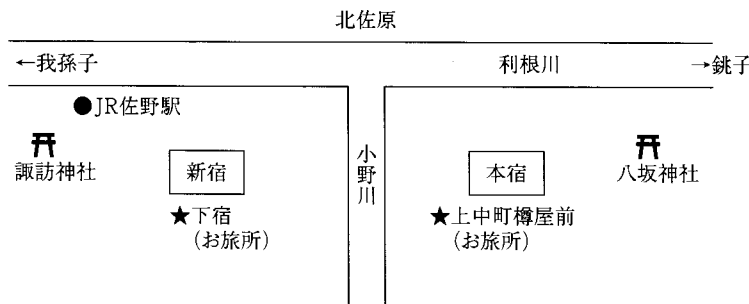 北佐原
←我孫子
利根川
→銚子
●JR佐野駅
諏訪神社
新宿
小野川
本宿
八坂神社
★下宿
(お旅所)
★上中町樽屋前
(お旅所)